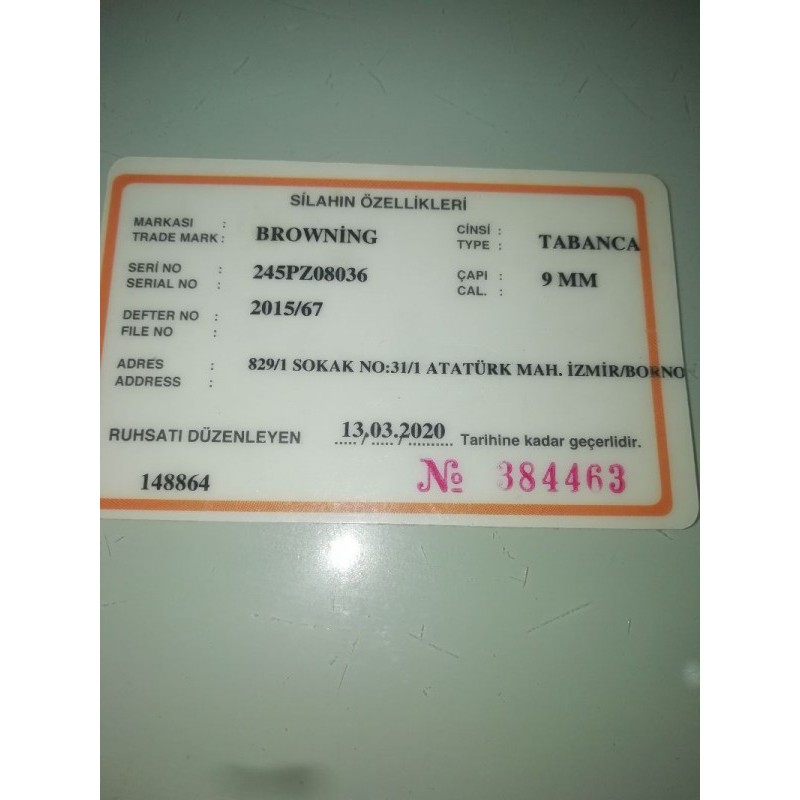 SİLAHIN ÖZELLİKLERİ
MARKASI : BROWNİNG CİNSİ :
TRADE MARK : TYPE : TABANCA
SERİ NO : 245PZ08036 ÇAPI : 9 MM
SERIAL NO : CAL. :
DEFTER NO : 2015/67
FILE NO :
ADRES : 829/1 SOKAK NO:31/1 ATATÜRK MAH. İZMİR/BORNO
ADDRESS :
RUHSATI DÜZENLEYEN 13,03.2020 Tarihine kadar geçerlidir.
148864 № 384463